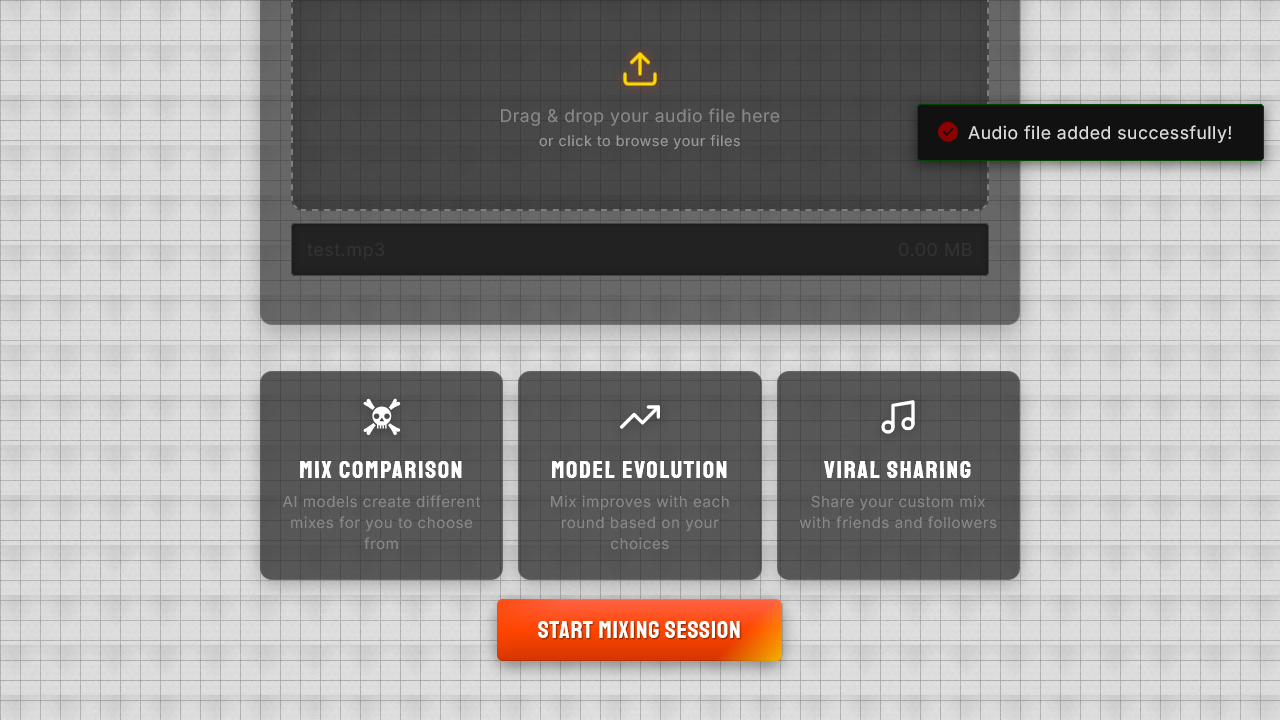 Drag & drop your audio file here
or click to browse your files
Audio file added successfully!
test.mp3 0.00 MB
MIX COMPARISON
AI models create different
mixes for you to choose
from
MODEL EVOLUTION
Mix improves with each
round based on your
choices
VIRAL SHARING
Share your custom mix
with friends and followers
START MIXING SESSION